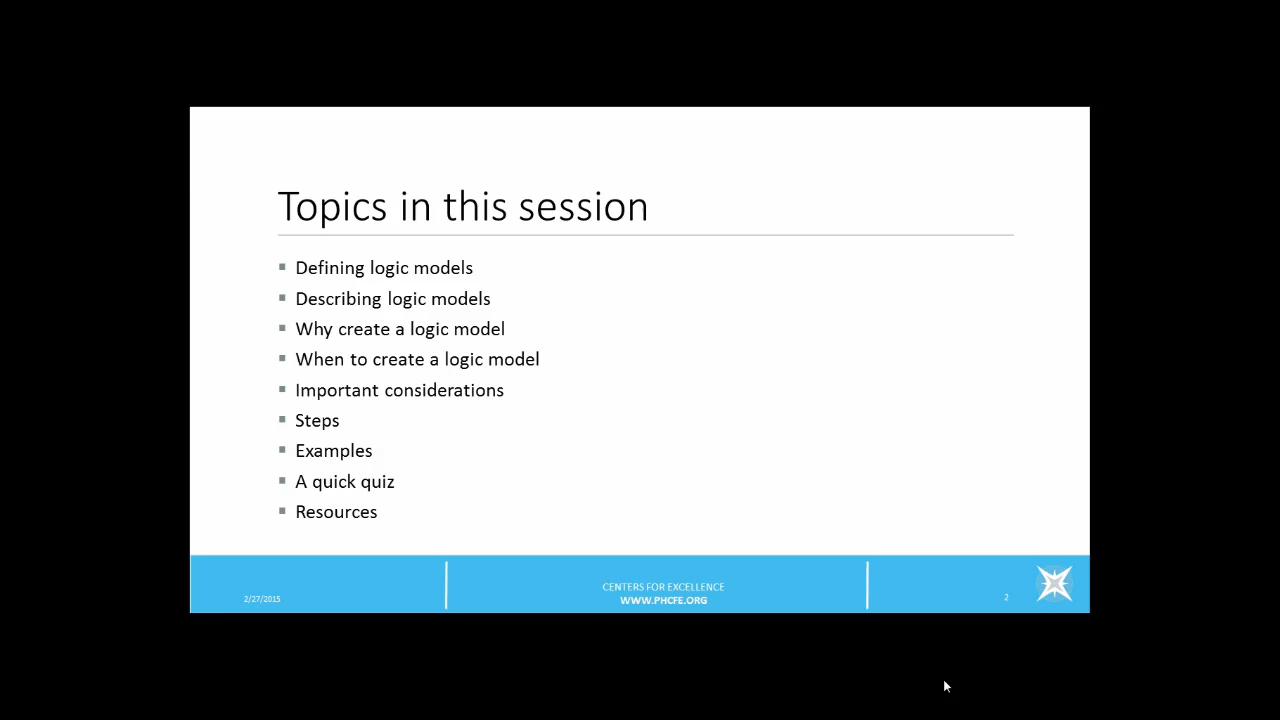 Topics in this session
Defining logic models
Describing logic models
Why create a logic model
When to create a logic model
Important considerations
Steps
Examples
A quick quiz
Resources
2/27/2015
CENTERS FOR EXCELLENCE
WWW.PHCFE.ORG
2